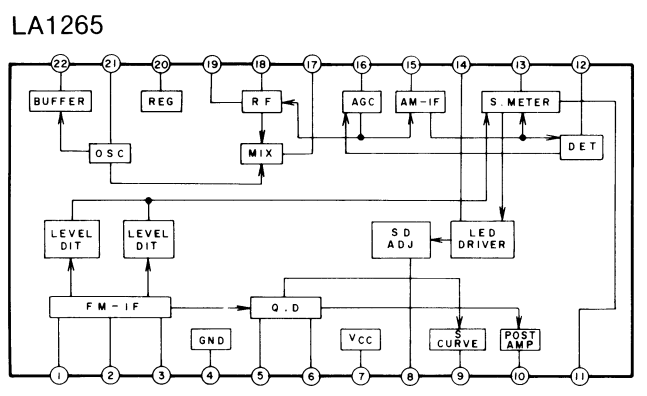 LA1265
22 21 20 19 18 17 16 15 14 13 12
BUFFER REG RF AGC AM-IF S.METER
OSC MIX DET
LEVEL DIT LEVEL DIT SD ADJ LED DRIVER
FM-IF Q.D
GND VCC S CURVE POST AMP
1 2 3 4 5 6 7 8 9 10 11